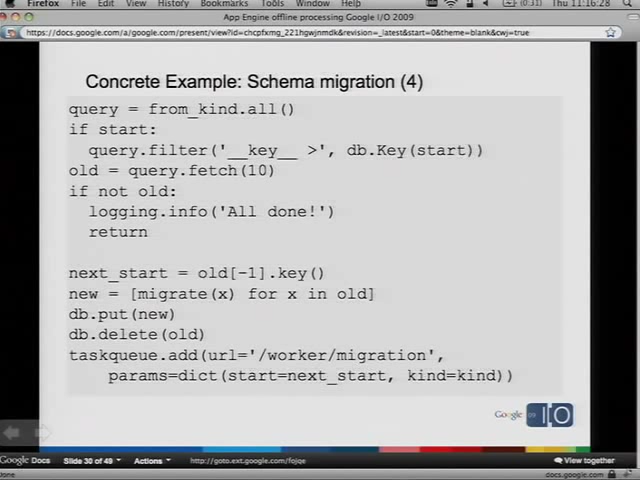 Firefox File Edit View History Bookmarks Tools Window Help (0:31) Thu 11:16:28
App Engine offline processing Google I/O 2009
https://docs.google.com/a/google.com/present/view?id=chcpfxmg_221hgwjnmdk&revision=_latest&start=0&theme=blank&cwj=true
Concrete Example: Schema migration (4)
query = from_kind.all()
if start:
query.filter('__key__ >', db.Key(start))
old = query.fetch(10)
if not old:
logging.info('All done!')
return
next_start = old[-1].key()
new = [migrate(x) for x in old]
db.put(new)
db.delete(old)
taskqueue.add(url='/worker/migration',
params=dict(start=next_start, kind=kind))
Google I/O
Google Docs Slide 30 of 49 Actions http://goto.ext.google.com/fojqe View together
Done docs.google.com